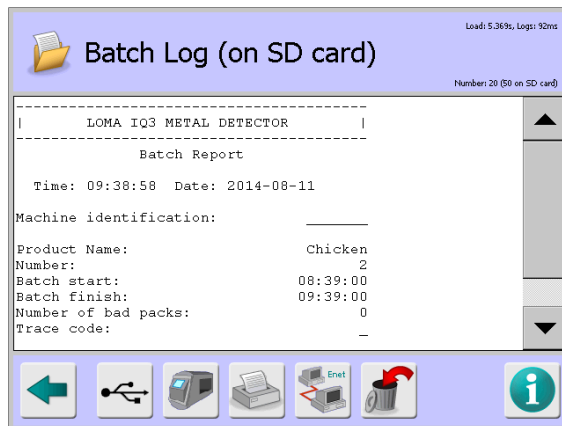 Load: 5.369s, Logs: 92ms
Batch Log (on SD card)
Number: 20 (50 on SD card)
------------------------------------------
| LOMA IQ3 METAL DETECTOR |
------------------------------------------
Batch Report
Time: 09:38:58 Date: 2014-08-11
Machine identification: _______
Product Name: Chicken
Number: 2
Batch start: 08:39:00
Batch finish: 09:39:00
Number of bad packs: 0
Trace code: _
Enet
i